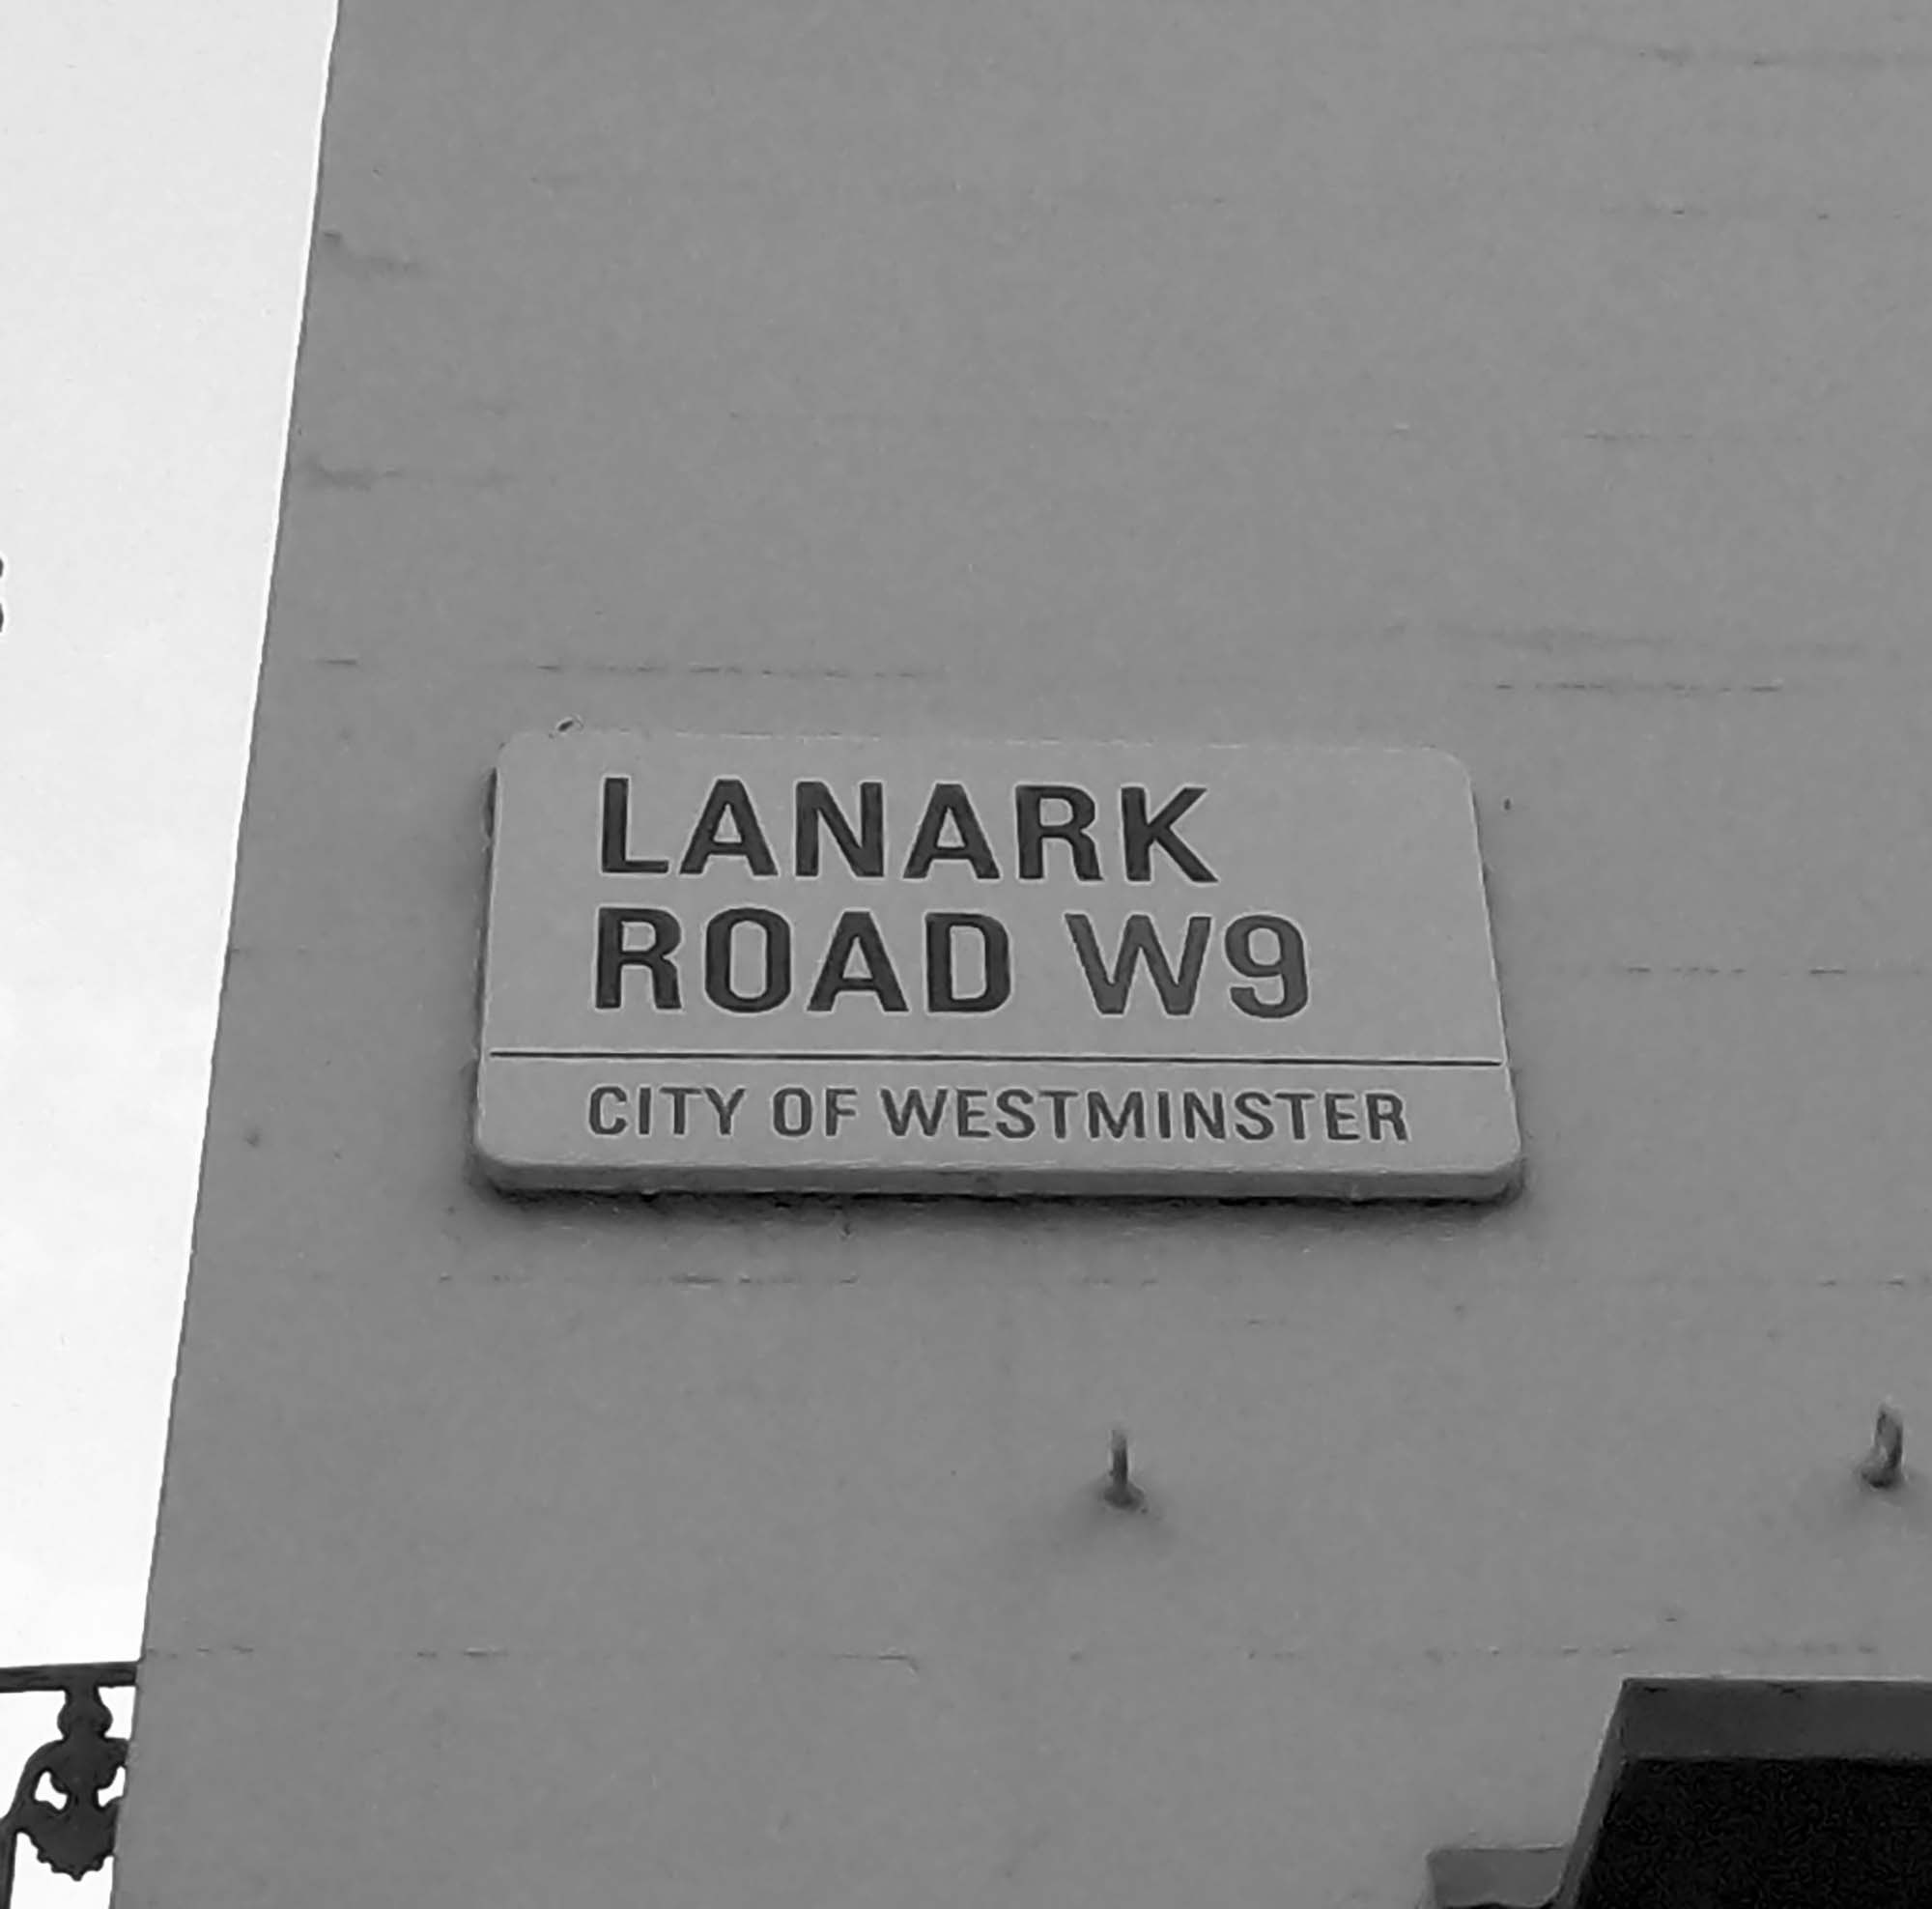 LANARK
ROAD W9
CITY OF WESTMINSTER